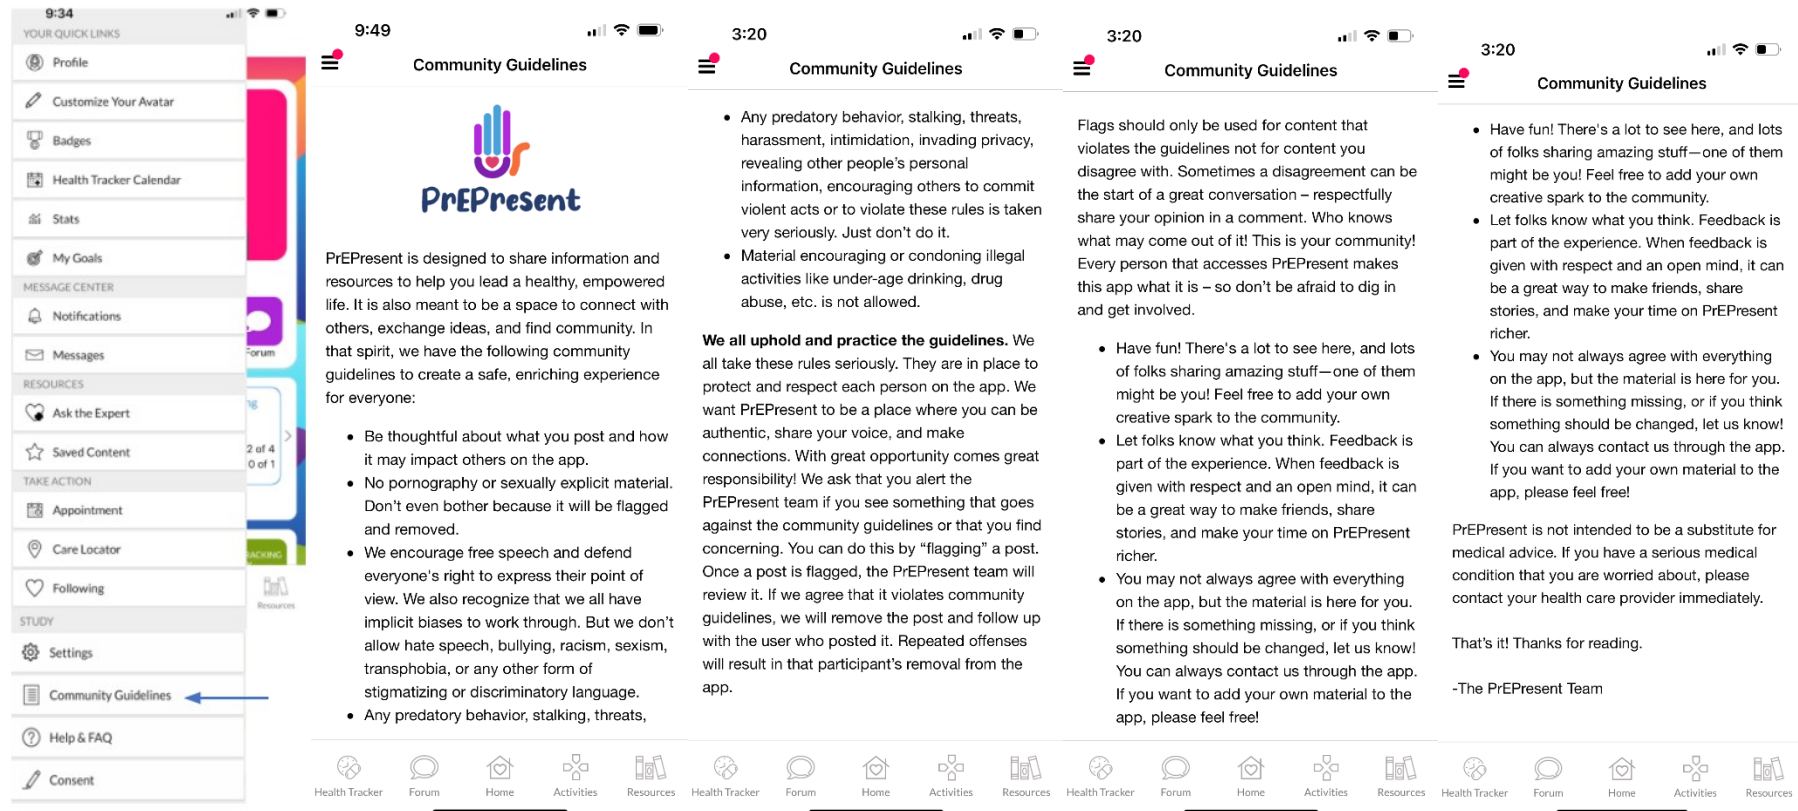 9:34
YOUR QUICK LINKS
Profile
Customize Your Avatar
Badges
Health Tracker Calendar
Stats
My Goals
MESSAGE CENTER
Notifications
Messages
RESOURCES
Ask the Expert
Saved Content
TAKE ACTION
Appointment
Care Locator
Following
STUDY
Settings
Community Guidelines
Help & FAQ
Consent
Forum
2 of 4
0 of 1
Resources
9:49
Community Guidelines
PrEPresent
PrEPresent is designed to share information and
resources to help you lead a healthy, empowered
life. It is also meant to be a space to connect with
others, exchange ideas, and find community. In
that spirit, we have the following community
guidelines to create a safe, enriching experience
for everyone:
• Be thoughtful about what you post and how
it may impact others on the app.
• No pornography or sexually explicit material.
Don't even bother because it will be flagged
and removed.
• We encourage free speech and defend
everyone's right to express their point of
view. We also recognize that we all have
implicit biases to work through. But we don't
allow hate speech, bullying, racism, sexism,
transphobia, or any other form of
stigmatizing or discriminatory language.
• Any predatory behavior, stalking, threats,
Health Tracker Forum Home Activities Resources
3:20
Community Guidelines
• Any predatory behavior, stalking, threats,
harassment, intimidation, invading privacy,
revealing other people's personal
information, encouraging others to commit
violent acts or to violate these rules is taken
very seriously. Just don't do it.
• Material encouraging or condoning illegal
activities like under-age drinking, drug
abuse, etc. is not allowed.
We all uphold and practice the guidelines. We
all take these rules seriously. They are in place to
protect and respect each person on the app. We
want PrEPresent to be a place where you can be
authentic, share your voice, and make
connections. With great opportunity comes great
responsibility! We ask that you alert the
PrEPresent team if you see something that goes
against the community guidelines or that you find
concerning. You can do this by “flagging” a post.
Once a post is flagged, the PrEPresent team will
review it. If we agree that it violates community
guidelines, we will remove the post and follow up
with the user who posted it. Repeated offenses
will result in that participant's removal from the
app.
Health Tracker Forum Home Activities Resources
3:20
Community Guidelines
Flags should only be used for content that
violates the guidelines not for content you
disagree with. Sometimes a disagreement can be
the start of a great conversation – respectfully
share your opinion in a comment. Who knows
what may come out of it! This is your community!
Every person that accesses PrEPresent makes
this app what it is – so don't be afraid to dig in
and get involved.
• Have fun! There's a lot to see here, and lots
of folks sharing amazing stuff—one of them
might be you! Feel free to add your own
creative spark to the community.
• Let folks know what you think. Feedback is
part of the experience. When feedback is
given with respect and an open mind, it can
be a great way to make friends, share
stories, and make your time on PrEPresent
richer.
• You may not always agree with everything
on the app, but the material is here for you.
If there is something missing, or if you think
something should be changed, let us know!
You can always contact us through the app.
If you want to add your own material to the
app, please feel free!
Health Tracker Forum Home Activities Resources
3:20
Community Guidelines
• Have fun! There's a lot to see here, and lots
of folks sharing amazing stuff—one of them
might be you! Feel free to add your own
creative spark to the community.
• Let folks know what you think. Feedback is
part of the experience. When feedback is
given with respect and an open mind, it can
be a great way to make friends, share
stories, and make your time on PrEPresent
richer.
• You may not always agree with everything
on the app, but the material is here for you.
If there is something missing, or if you think
something should be changed, let us know!
You can always contact us through the app.
If you want to add your own material to the
app, please feel free!
PrEPresent is not intended to be a substitute for
medical advice. If you have a serious medical
condition that you are worried about, please
contact your health care provider immediately.
That's it! Thanks for reading.
-The PrEPresent Team
Health Tracker Forum Home Activities Resources